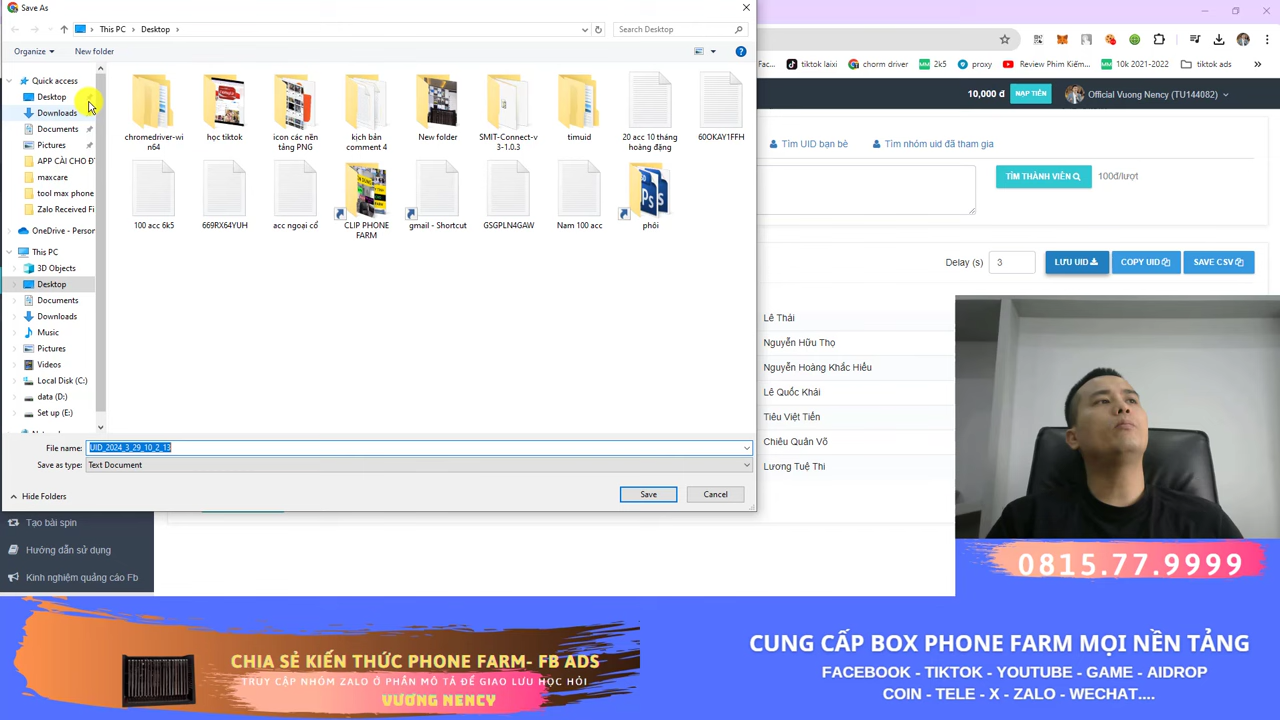 Save As
This PC
Desktop
Search Desktop
Organize
New folder
Quick access
Desktop
Downloads
Documents
Pictures
APP CÀI CHO Đ
maxcare
tool max phone
Zalo Received Fi
OneDrive - Person
This PC
3D Objects
Desktop
Documents
Downloads
Music
Pictures
Videos
Local Disk (C:)
data (D:)
Set up (E:)
chromedriver-wi
n64
học tiktok
icon các nền
tảng PNG
kịch bản
comment 4
New folder
SMIT-Connect-v
3-1.0.3
timuid
20 acc 10 tháng
hoàng đặng
60OKAY1FFH
100 acc 6k5
669RX64YUH
acc ngoại cổ
CLIP PHONE
FARM
gmail - Shortcut
GSGPLN4GAW
Nam 100 acc
phôi
File name:
UID_2024_3_29_10_2_13
Save as type:
Text Document
Hide Folders
Save
Cancel
Fac...
tiktok laixi
chorm driver
2k5
proxy
Review Phim Kiếm...
10k 2021-2022
tiktok ads
10,000 đ
NẠP TIỀN
Official Vuong Nency (TU144082)
Tìm UID bạn bè
Tìm nhóm uid đã tham gia
TÌM THÀNH VIÊN
100đ/lượt
Delay (s)
3
LƯU UID
COPY UID
SAVE CSV
Lê Thái
Nguyễn Hữu Thọ
Nguyễn Hoàng Khắc Hiếu
Lê Quốc Khái
Tiêu Việt Tiến
Chiêu Quân Võ
Lương Tuệ Thi
Tạo bài spin
Hướng dẫn sử dụng
Kinh nghiệm quảng cáo Fb
0815.77.9999
CHIA SẺ KIẾN THỨC PHONE FARM- FB ADS
TRUY CẬP NHÓM ZALO Ở PHẦN MÔ TẢ ĐỂ GIAO LƯU HỌC HỎI
VƯƠNG NENCY
CUNG CẤP BOX PHONE FARM MỌI NỀN TẢNG
FACEBOOK - TIKTOK - YOUTUBE - GAME - AIDROP
COIN - TELE - X - ZALO - WECHAT....